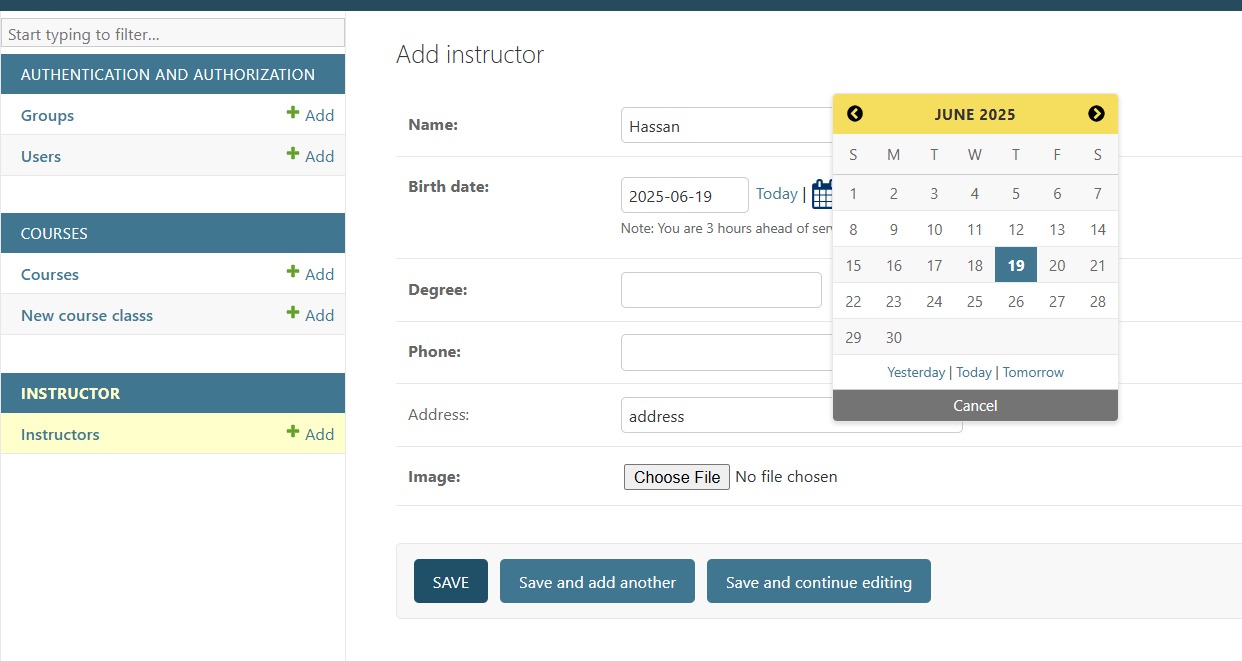 Start typing to filter...
AUTHENTICATION AND AUTHORIZATION
Groups Add
Users Add
COURSES
Courses Add
New course classs Add
INSTRUCTOR
Instructors Add
Add instructor
Name: Hassan
Birth date: 2025-06-19 Today |
Note: You are 3 hours ahead of
Degree:
Phone:
Address: address
Image: Choose File No file chosen
SAVE Save and add another Save and continue editing
JUNE 2025
S M T W T F S
1 2 3 4 5 6 7
8 9 10 11 12 13 14
15 16 17 18 19 20 21
22 23 24 25 26 27 28
29 30
Yesterday | Today | Tomorrow
Cancel